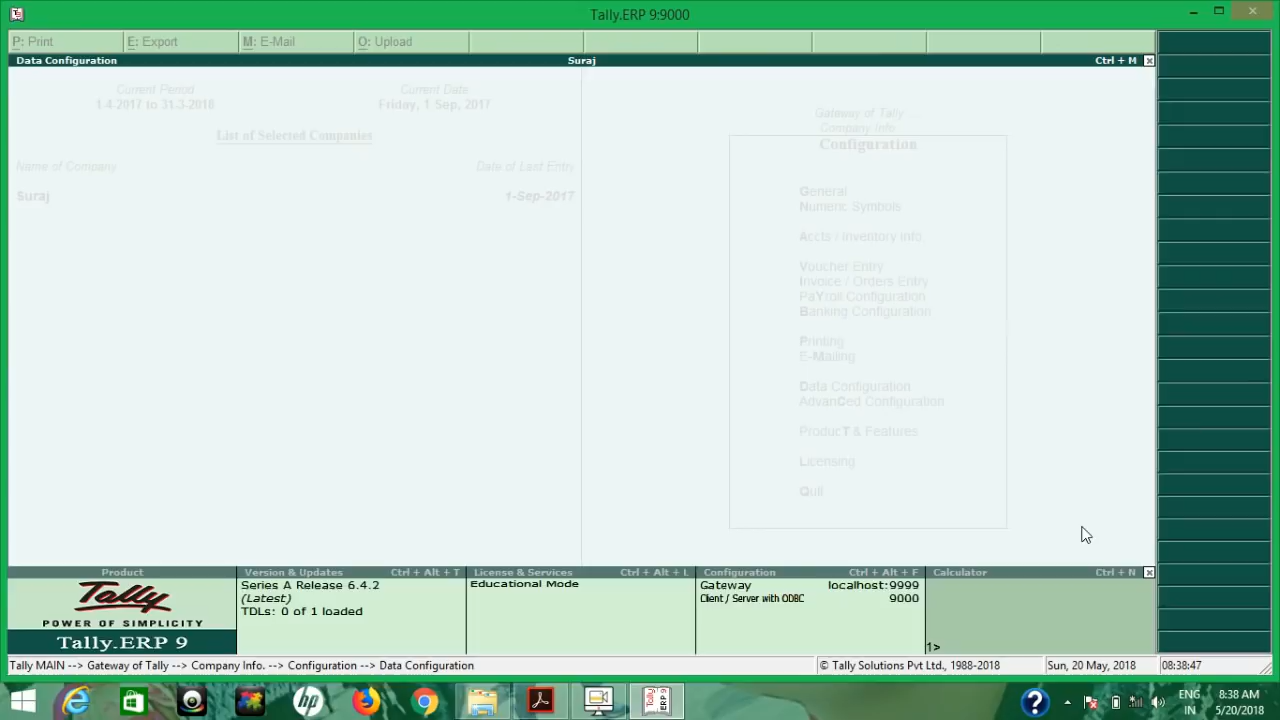 Tally.ERP 9:9000
P: Print
E: Export
M: E-Mail
O: Upload
Data Configuration
Suraj
Ctrl + M
Current Period
1-4-2017 to 31-3-2018
Current Date
Friday, 1 Sep, 2017
List of Selected Companies
Name of Company
Date of Last Entry
Suraj
1-Sep-2017
Gateway of Tally ...
Company Info. ...
Configuration
General
Numeric Symbols
Accts / Inventory Info.
Voucher Entry
Invoice / Orders Entry
PaYroll Configuration
Banking Configuration
Printing
E-Mailing
Data Configuration
AdvanCed Configuration
ProducT & Features
Licensing
Quit
Product
Tally
POWER OF SIMPLICITY
Tally.ERP 9
Version & Updates
Ctrl + Alt + T
Series A Release 6.4.2
(Latest)
TDLs: 0 of 1 loaded
License & Services
Ctrl + Alt + L
Educational Mode
Configuration
Ctrl + Alt + F
Gateway
localhost:9999
Client / Server with ODBC
9000
Calculator
Ctrl + N
1>
Tally MAIN --> Gateway of Tally --> Company Info. --> Configuration --> Data Configuration
© Tally Solutions Pvt Ltd., 1988-2018
Sun, 20 May, 2018
08:38:47
hp
Tally
ERP 9
ENG
IN
8:38 AM
5/20/2018